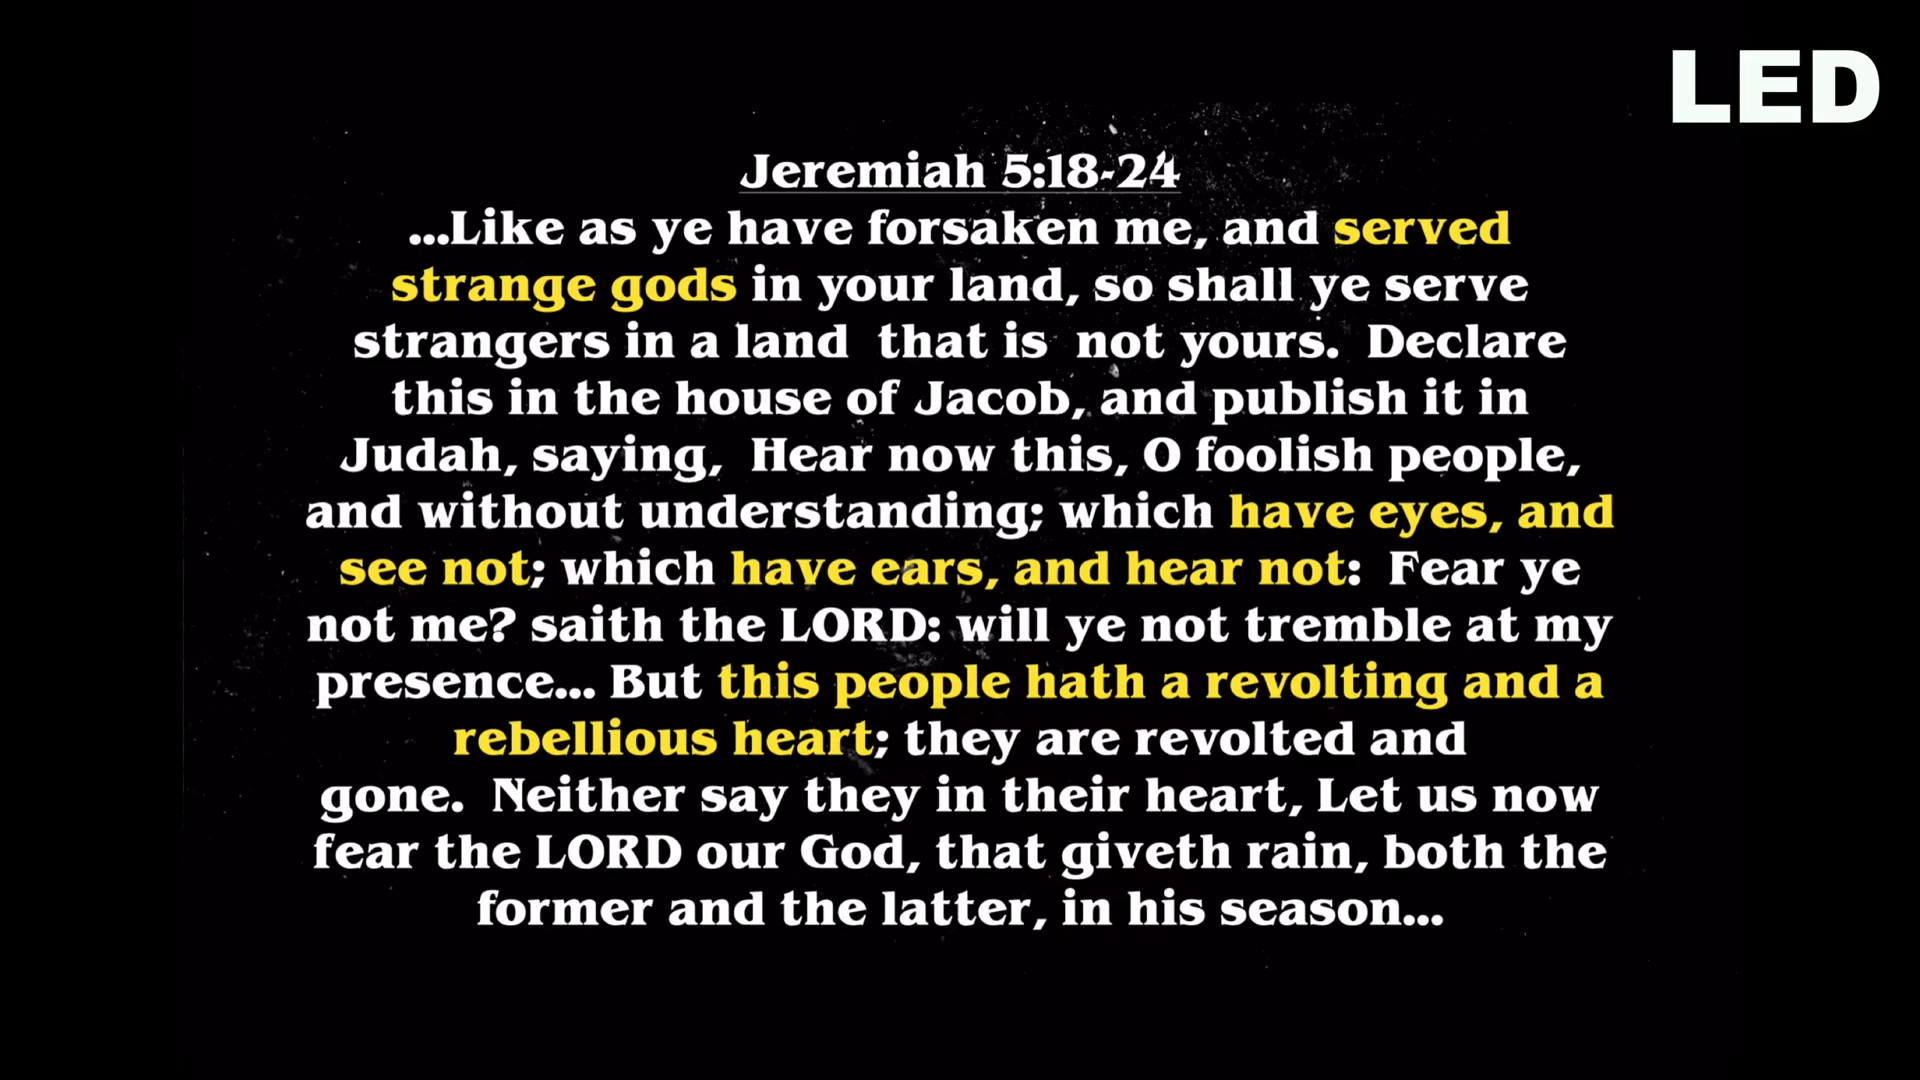 LED
Jeremiah 5:18-24
...Like as ye have forsaken me, and served
strange gods in your land, so shall ye serve
strangers in a land  that is  not yours.  Declare
this in the house of Jacob, and publish it in
Judah, saying,  Hear now this, O foolish people,
and without understanding; which have eyes, and
see not; which have ears, and hear not:  Fear ye
not me? saith the LORD: will ye not tremble at my
presence... But this people hath a revolting and a
rebellious heart; they are revolted and
gone.  Neither say they in their heart, Let us now
fear the LORD our God, that giveth rain, both the
former and the latter, in his season...